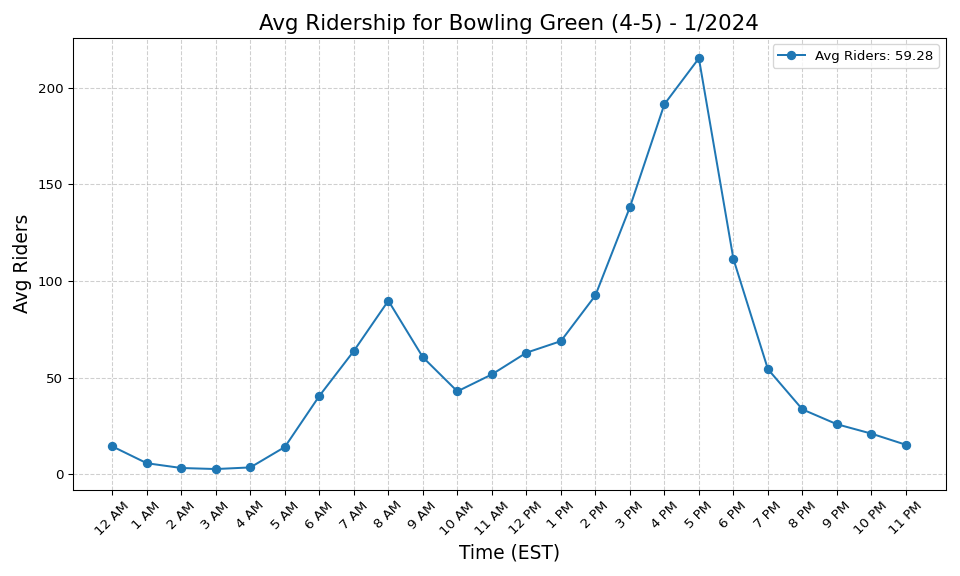 Avg Ridership for Bowling Green (4-5) - 1/2024
Avg Riders: 59.28
Avg Riders
200
150
100
50
0
12 AM
1 AM
2 AM
3 AM
4 AM
5 AM
6 AM
7 AM
8 AM
9 AM
10 AM
11 AM
12 PM
1 PM
2 PM
3 PM
4 PM
5 PM
6 PM
7 PM
8 PM
9 PM
10 PM
11 PM
Time (EST)